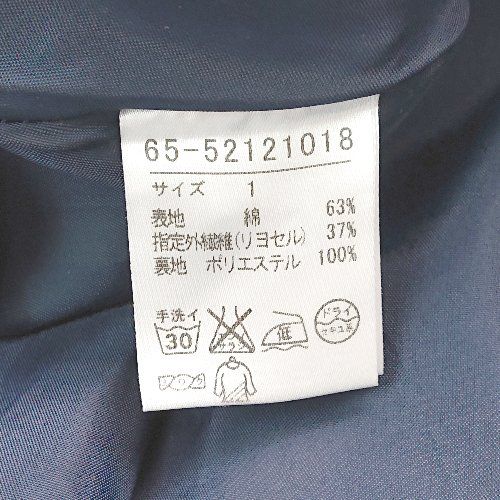 65-52121018
サイズ 1
表地 綿 63%
指定外繊維(リヨセル) 37%
裏地 ポリエステル 100%
手洗イ
30
低
ドライ